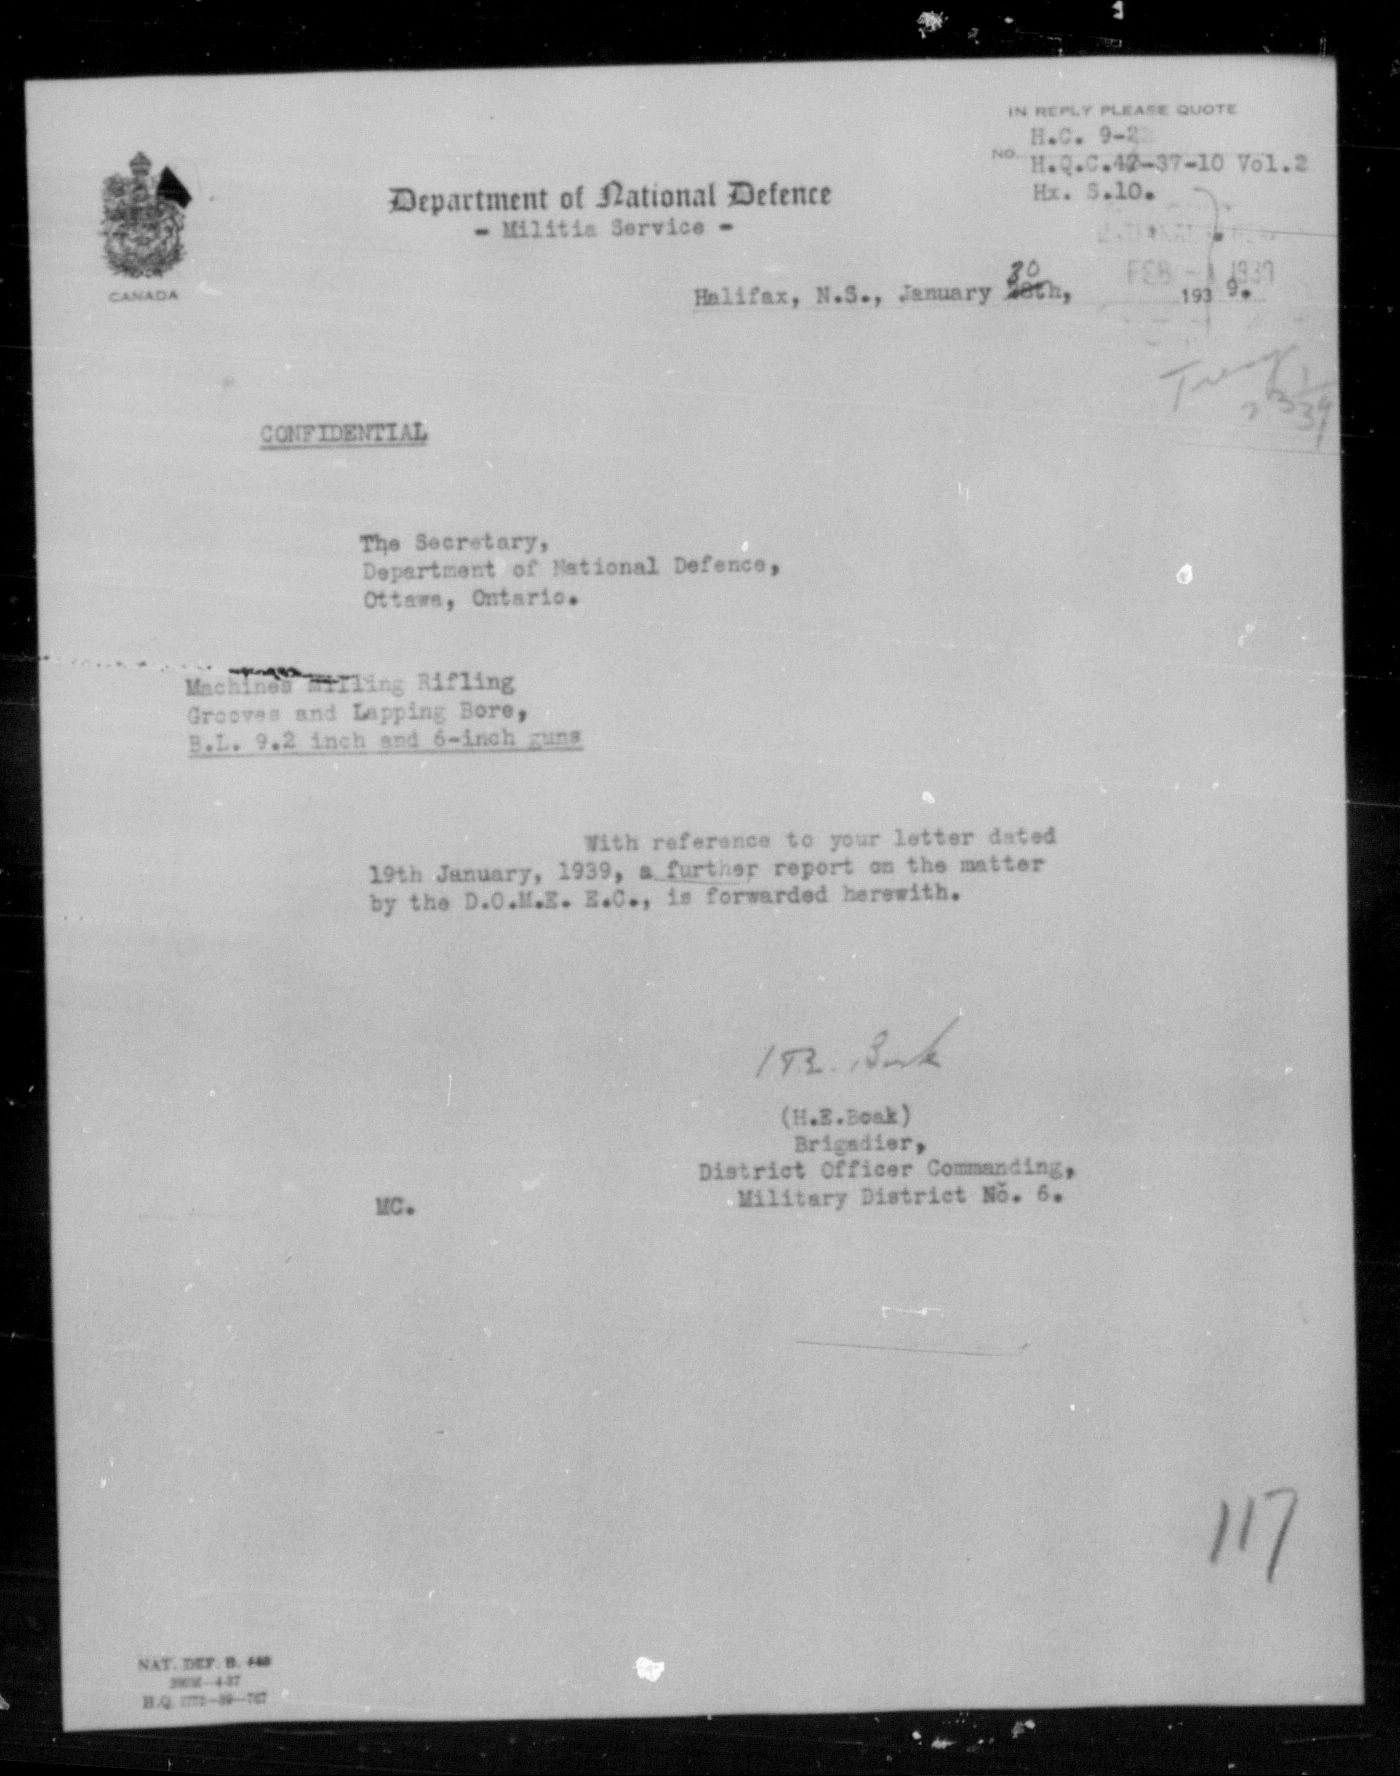 IN REPLY PLEASE QUOTE
H.C. 9-2
No. H.Q.C.42-37-10 Vol.2
Hx. S.10.
Department of National Defence
- Militia Service -
CANADA
FEB - 1 1939
30
Halifax, N.S., January 28th, 1939.
CONFIDENTIAL
The Secretary,
Department of National Defence,
Ottawa, Ontario.
Machines Milling Rifling
Grooves and Lapping Bore,
B.L. 9.2 inch and 6-inch guns
With reference to your letter dated
19th January, 1939, a further report on the matter
by the D.O.M.E. E.C., is forwarded herewith.
(H.E.Boak)
Brigadier,
District Officer Commanding,
Military District No. 6.
MC.
117
NAT. DEF. B.
H.Q.